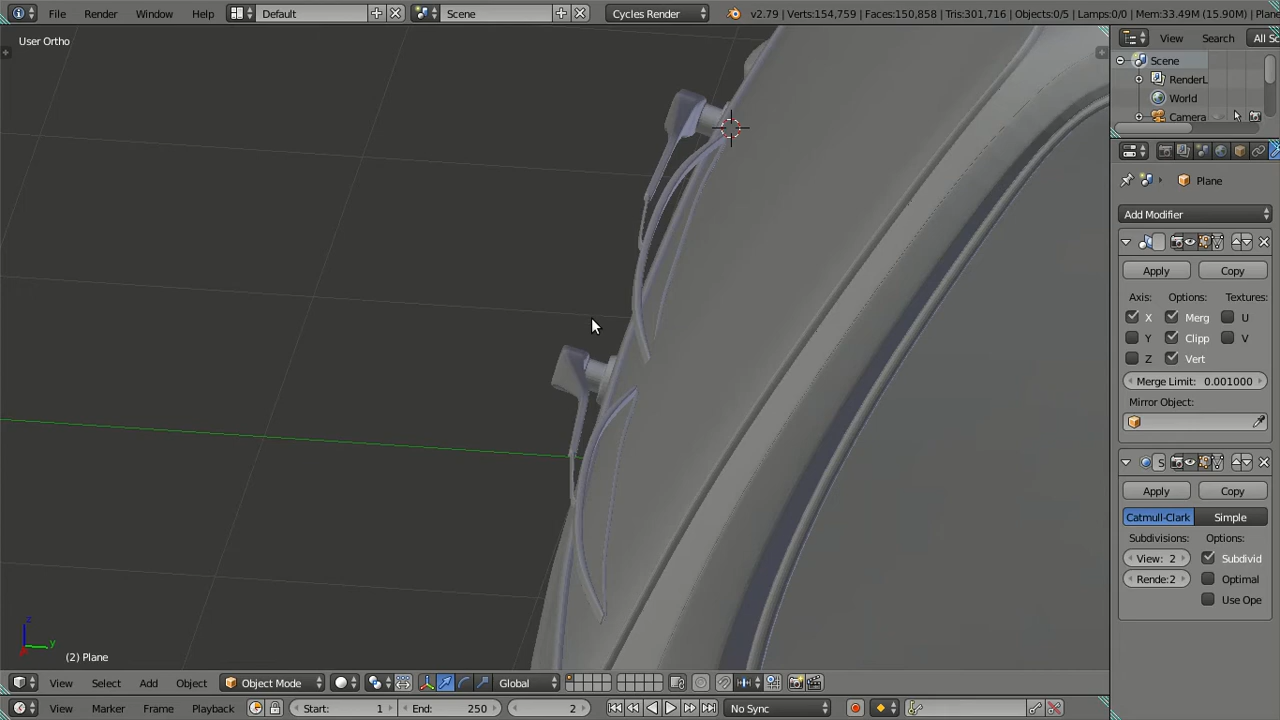 File Render Window Help Default Scene Cycles Render v2.79 | Verts:154,759 | Faces:150,858 | Tris:301,716 | Objects:0/5 | Lamps:0/0 | Mem:33.49M (15.90M) | Plane
User Ortho
View Search All Sc
Scene
RenderL
World
Camera
Plane
Add Modifier
Apply Copy
Axis: Options: Textures:
X Merg U
Y Clipp V
Z Vert
Merge Limit: 0.001000
Mirror Object:
S
Apply Copy
Catmull-Clark Simple
Subdivisions: Options:
View: 2 Subdivid
Rende:2 Optimal
Use Ope
z
y
(2) Plane
View Select Add Object Object Mode Global
View Marker Frame Playback Start: 1 End: 250 2 No Sync